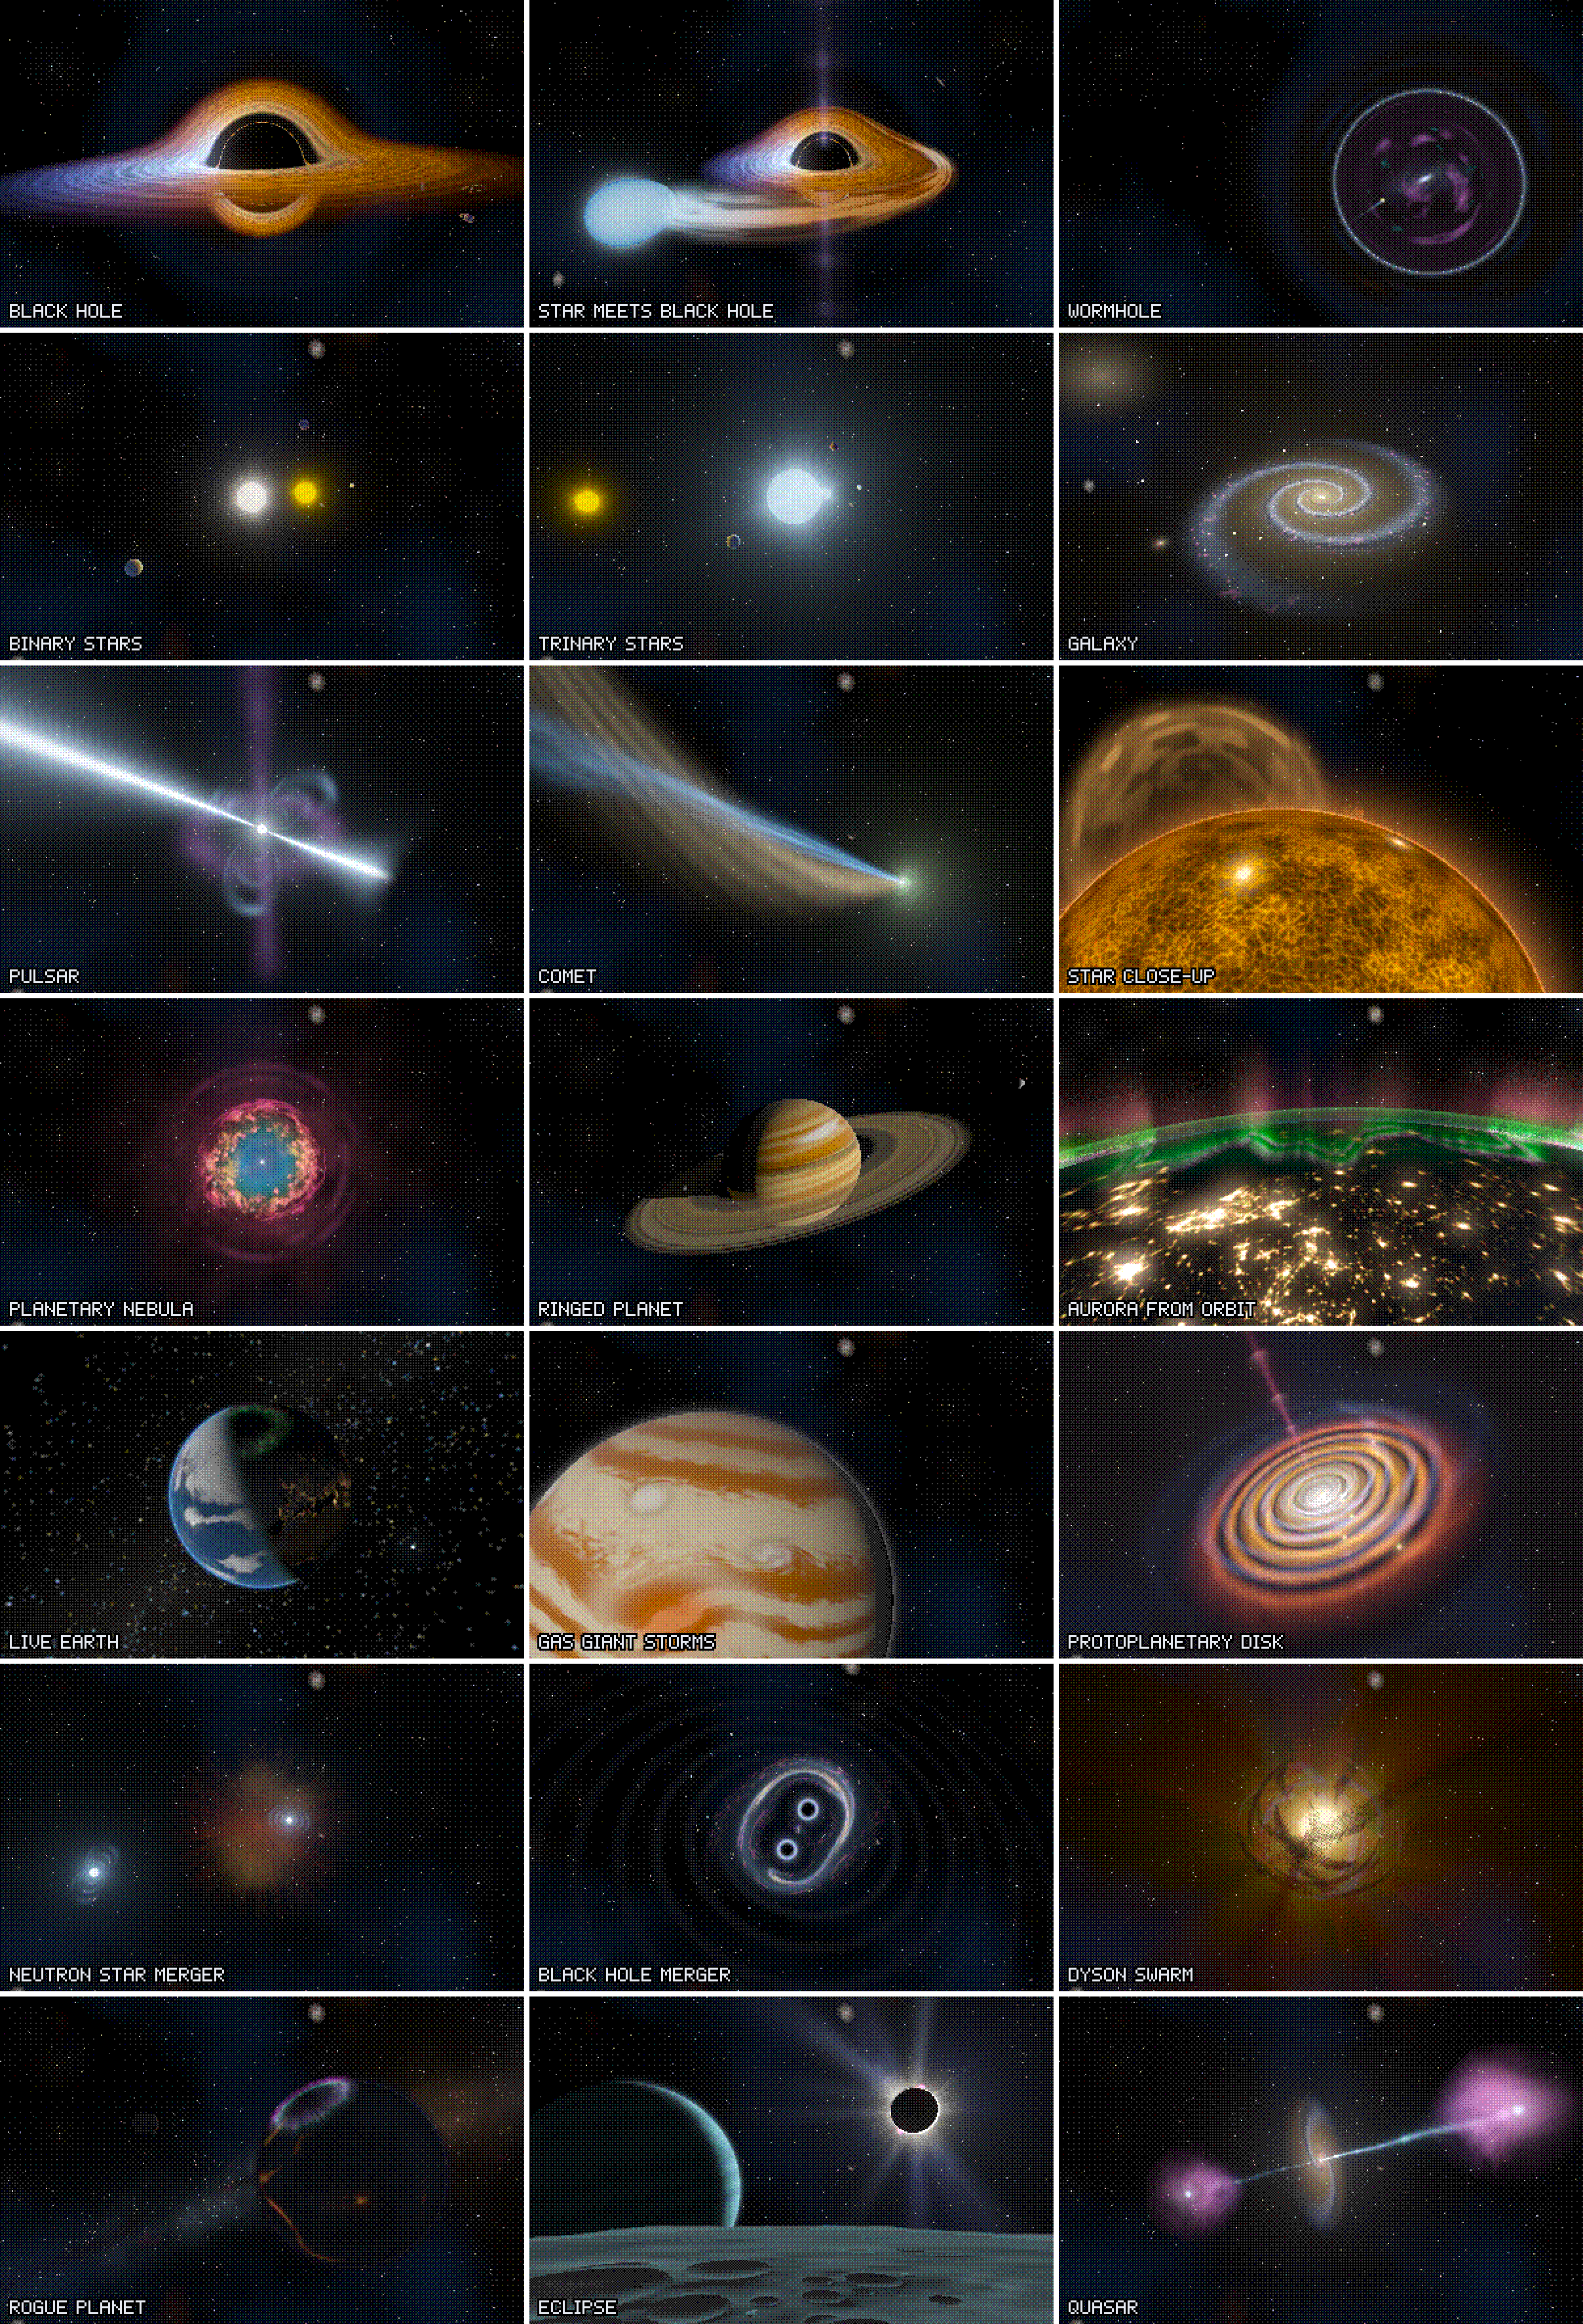 BLACK HOLE
STAR MEETS BLACK HOLE
WORMHOLE
BINARY STARS
TRINARY STARS
GALAXY
PULSAR
COMET
STAR CLOSE-UP
PLANETARY NEBULA
RINGED PLANET
AURORA FROM ORBIT
LIVE EARTH
GAS GIANT STORMS
PROTOPLANETARY DISK
NEUTRON STAR MERGER
BLACK HOLE MERGER
DYSON SWARM
ROGUE PLANET
ECLIPSE
QUASAR